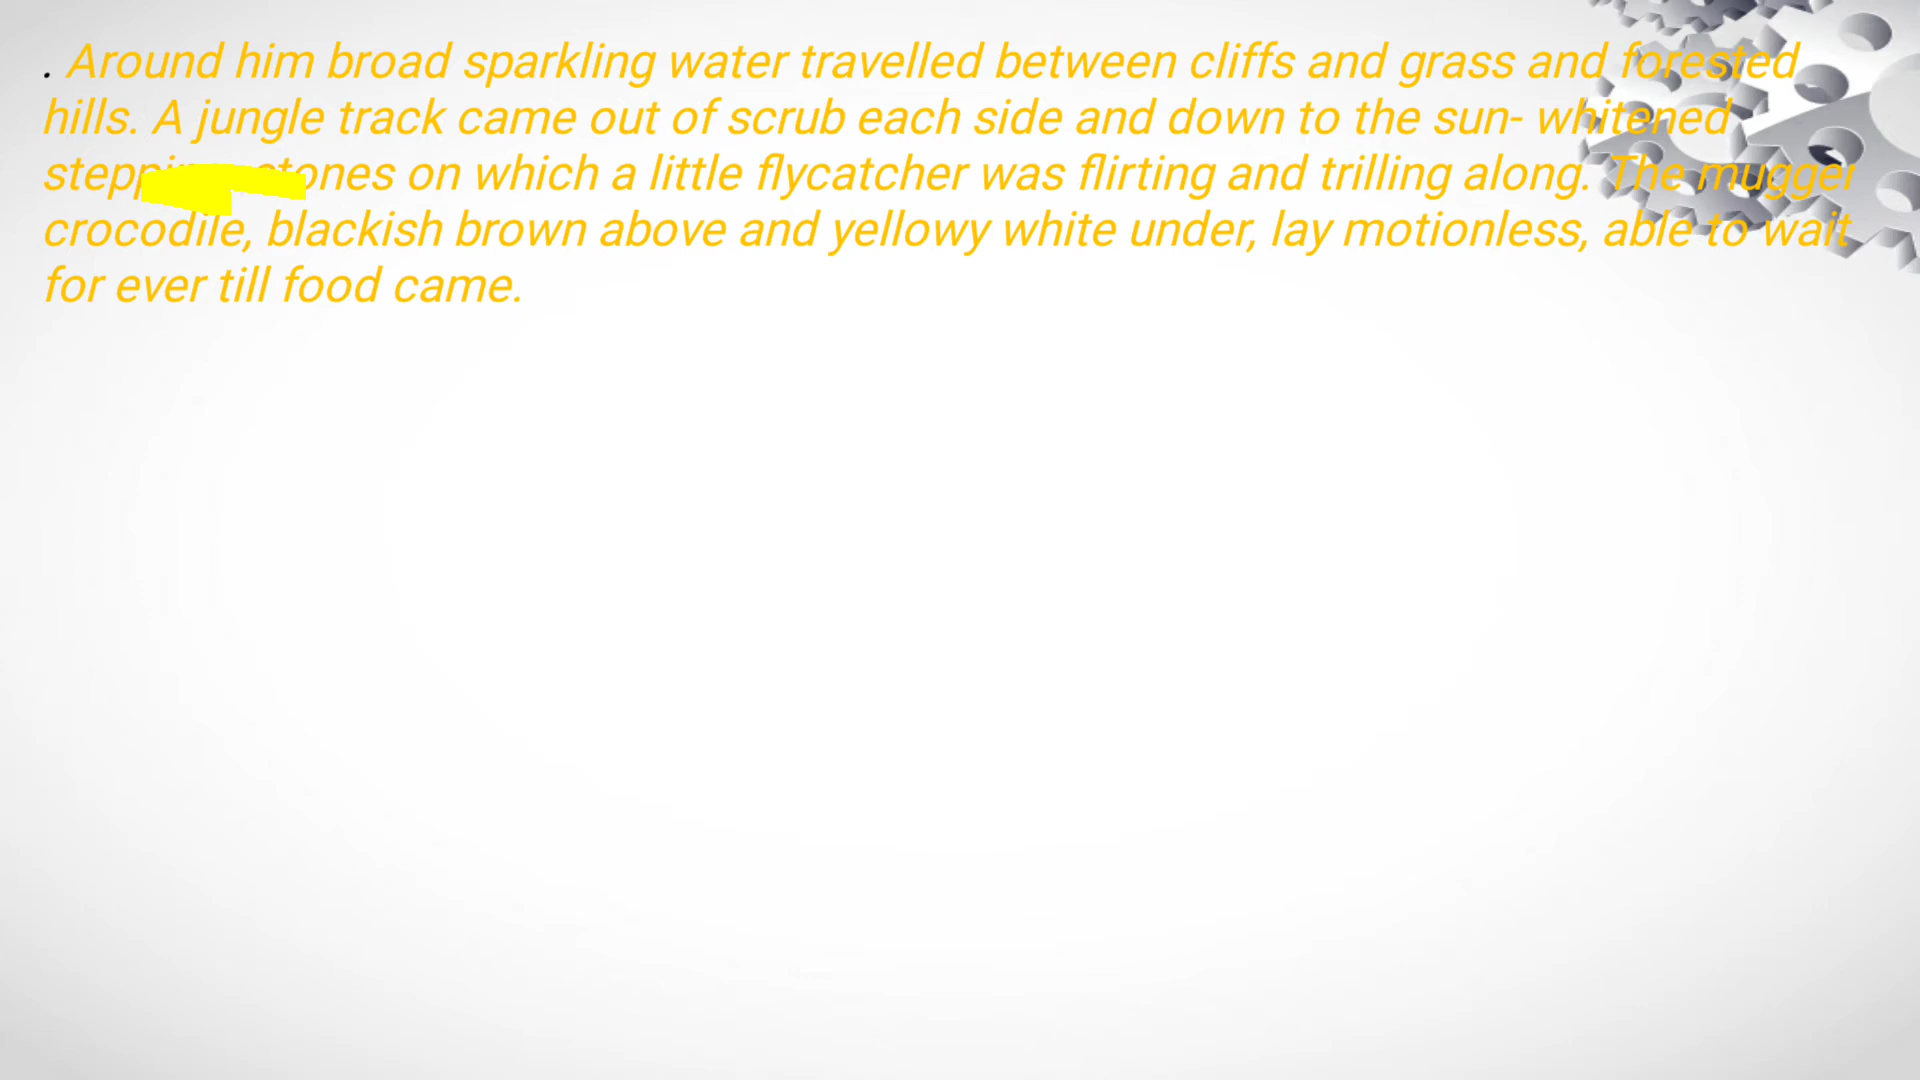 . Around him broad sparkling water travelled between cliffs and grass and forested
hills. A jungle track came out of scrub each side and down to the sun- whitened
on which a little flycatcher was flirting and trilling along. The mugger
crocodile, blackish brown above and yellowy white under, lay motionless, able to wait
for ever till food came.